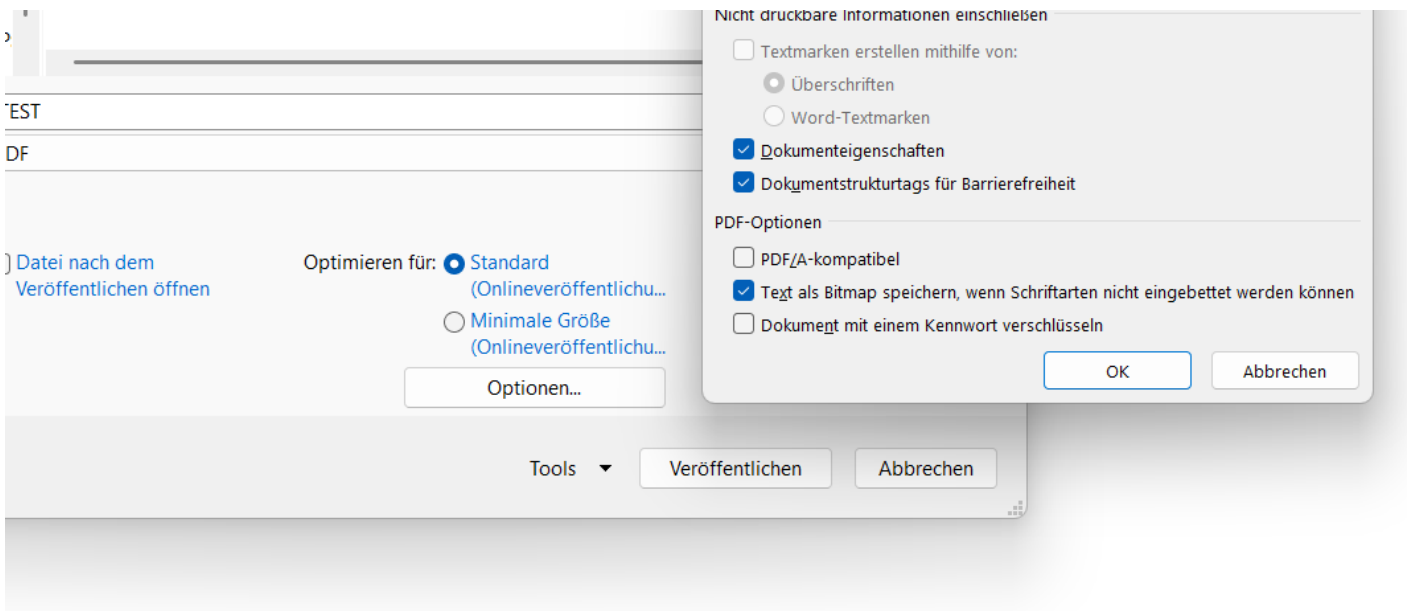 Nicht druckbare Informationen einschließen
Textmarken erstellen mithilfe von:
Überschriften
Word-Textmarken
Dokumenteigenschaften
Dokumentstrukturtags für Barrierefreiheit
PDF-Optionen
PDF/A-kompatibel
Text als Bitmap speichern, wenn Schriftarten nicht eingebettet werden können
Dokument mit einem Kennwort verschlüsseln
OK
Abbrechen
TEST
DF
Datei nach dem
Veröffentlichen öffnen
Optimieren für:
Standard
(Onlineveröffentlichu...
Minimale Größe
(Onlineveröffentlichu...
Optionen...
Tools
Veröffentlichen
Abbrechen